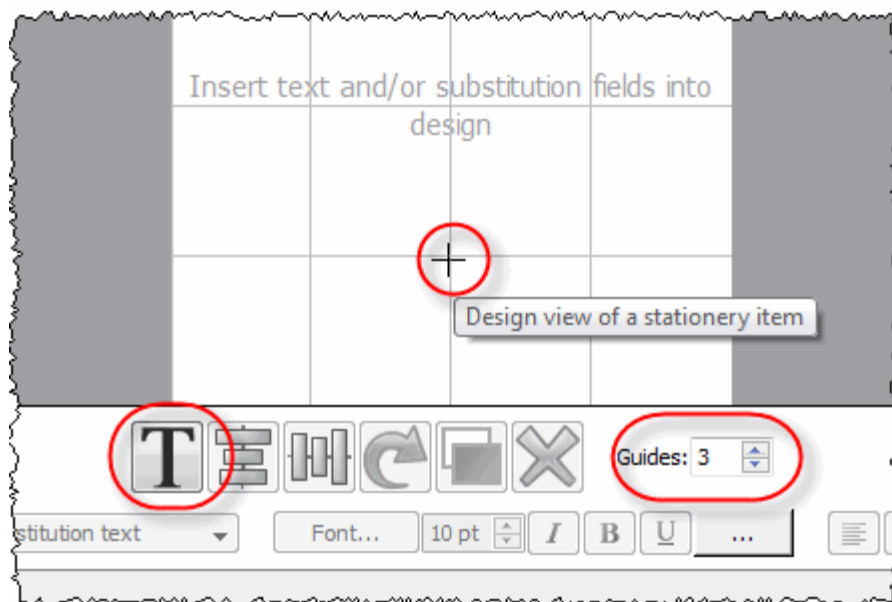 Insert text and/or substitution fields into
design
Design view of a stationery item
T
Guides: 3
stitution text
Font...
10 pt
I
B
U
...